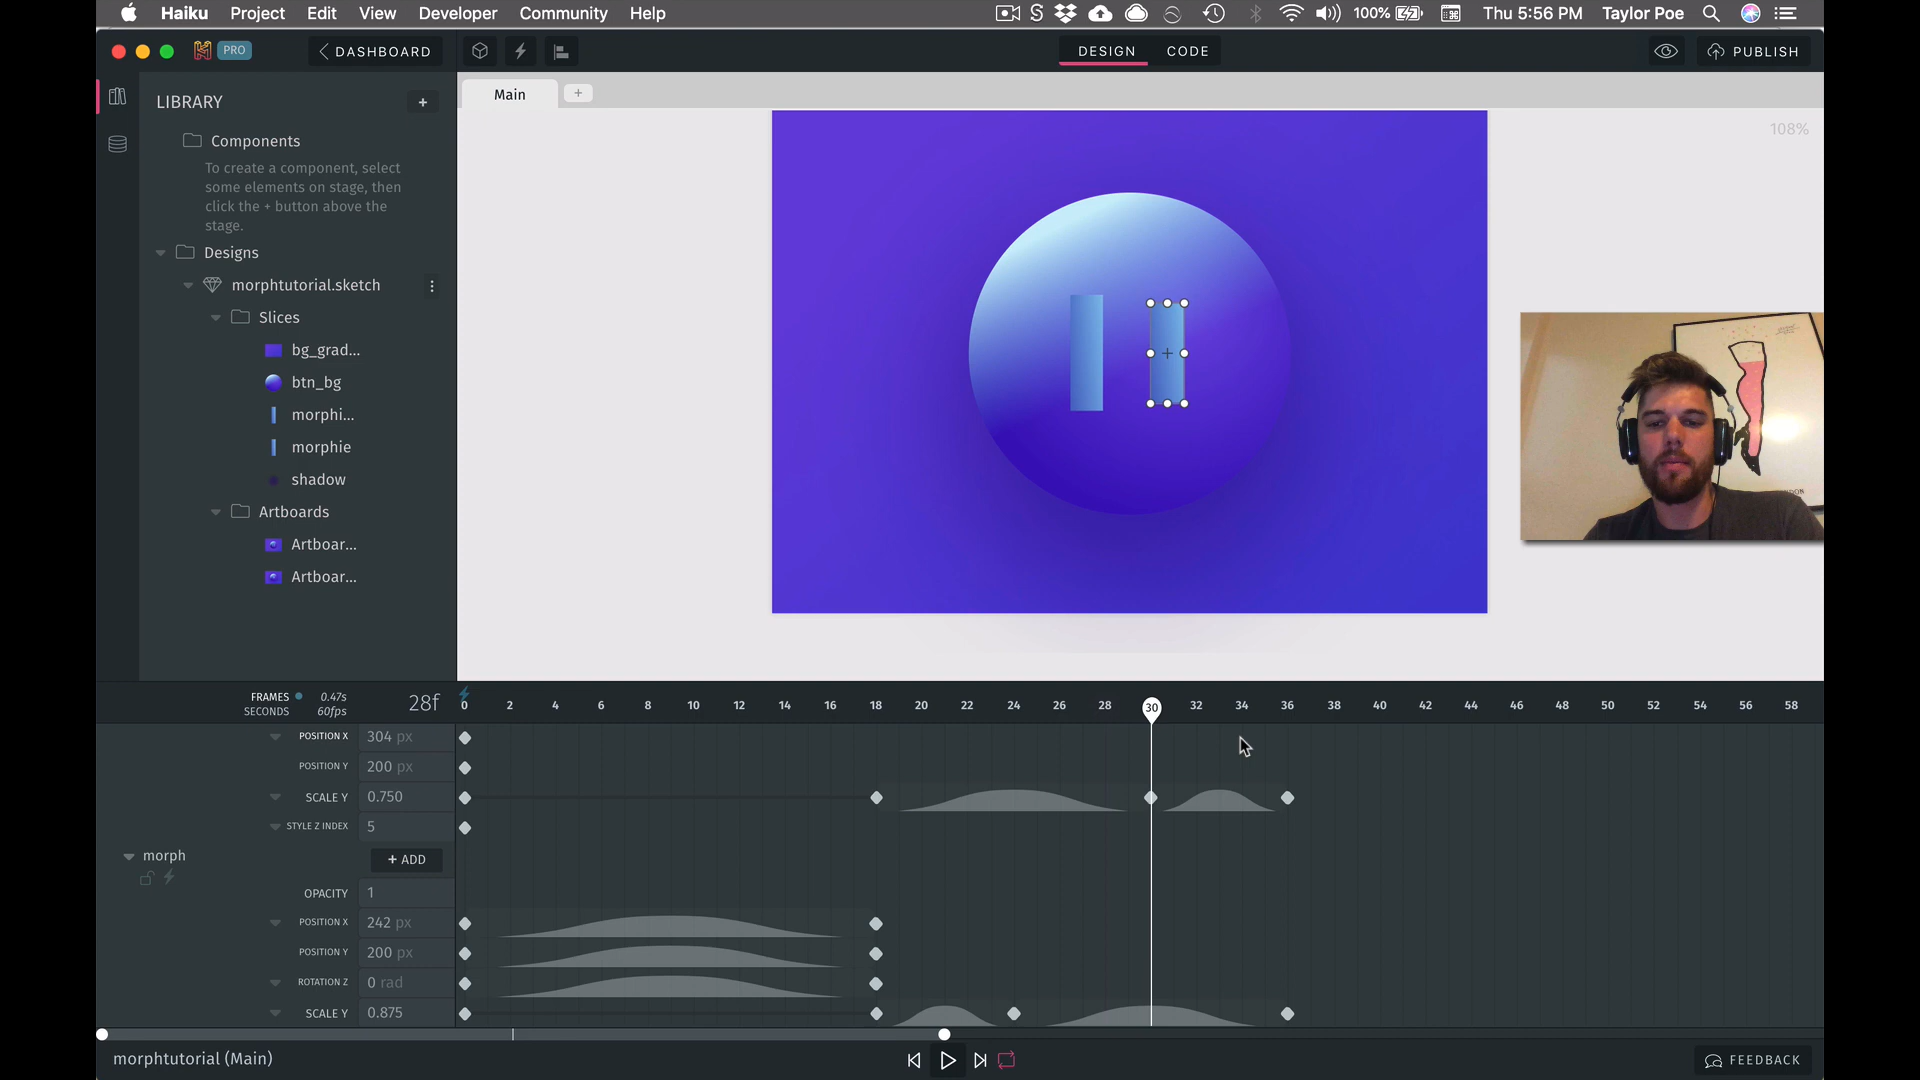 Haiku Project Edit View Developer Community Help 100% Thu 5:56 PM Taylor Poe
PRO DASHBOARD DESIGN CODE PUBLISH
LIBRARY +
Main +
108%
Components
To create a component, select
some elements on stage, then
click the + button above the
stage.
Designs
morphtutorial.sketch
Slices
bg_grad...
btn_bg
morphi...
morphie
shadow
Artboards
Artboar...
Artboar...
FRAMES 0.47s 28f
SECONDS 60fps
0 2 4 6 8 10 12 14 16 18 20 22 24 26 28 30 32 34 36 38 40 42 44 46 48 50 52 54 56 58
POSITION X 304 px
POSITION Y 200 px
SCALE Y 0.750
STYLE Z INDEX 5
morph + ADD
OPACITY 1
POSITION X 242 px
POSITION Y 200 px
ROTATION Z 0 rad
SCALE Y 0.875
morphtutorial (Main) FEEDBACK